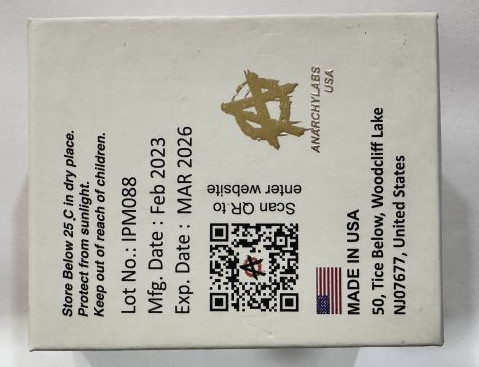 Store Below 25 C in dry place.
Protect from sunlight.
Keep out of reach of children.
Lot No.: IPM088
Mfg. Date : Feb 2023
Exp. Date : MAR 2026
Scan QR to
enter website
ANARCHYLABS
USA
MADE IN USA
50, Tice Below, Woodcliff Lake
NJ07677, United States